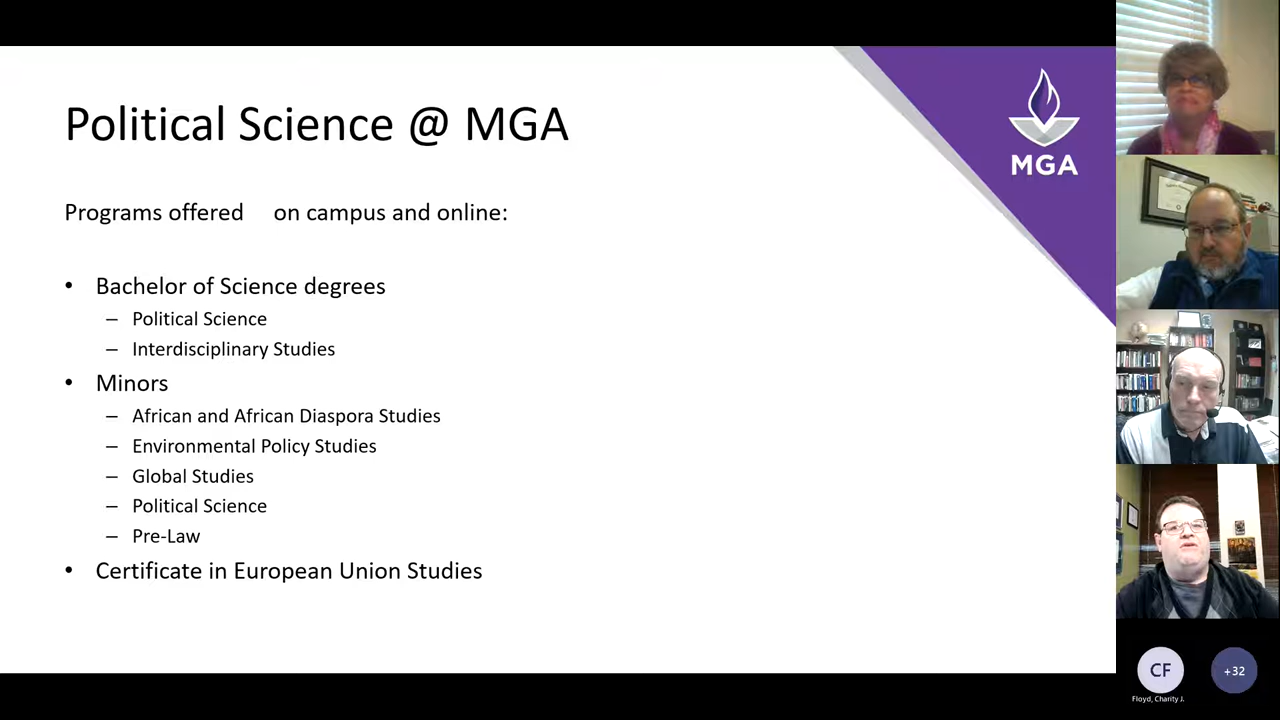 Political Science @ MGA
Programs offered on campus and online:
• Bachelor of Science degrees
– Political Science
– Interdisciplinary Studies
• Minors
– African and African Diaspora Studies
– Environmental Policy Studies
– Global Studies
– Political Science
– Pre-Law
• Certificate in European Union Studies
MGA
CF
+32
Floyd, Charity J.